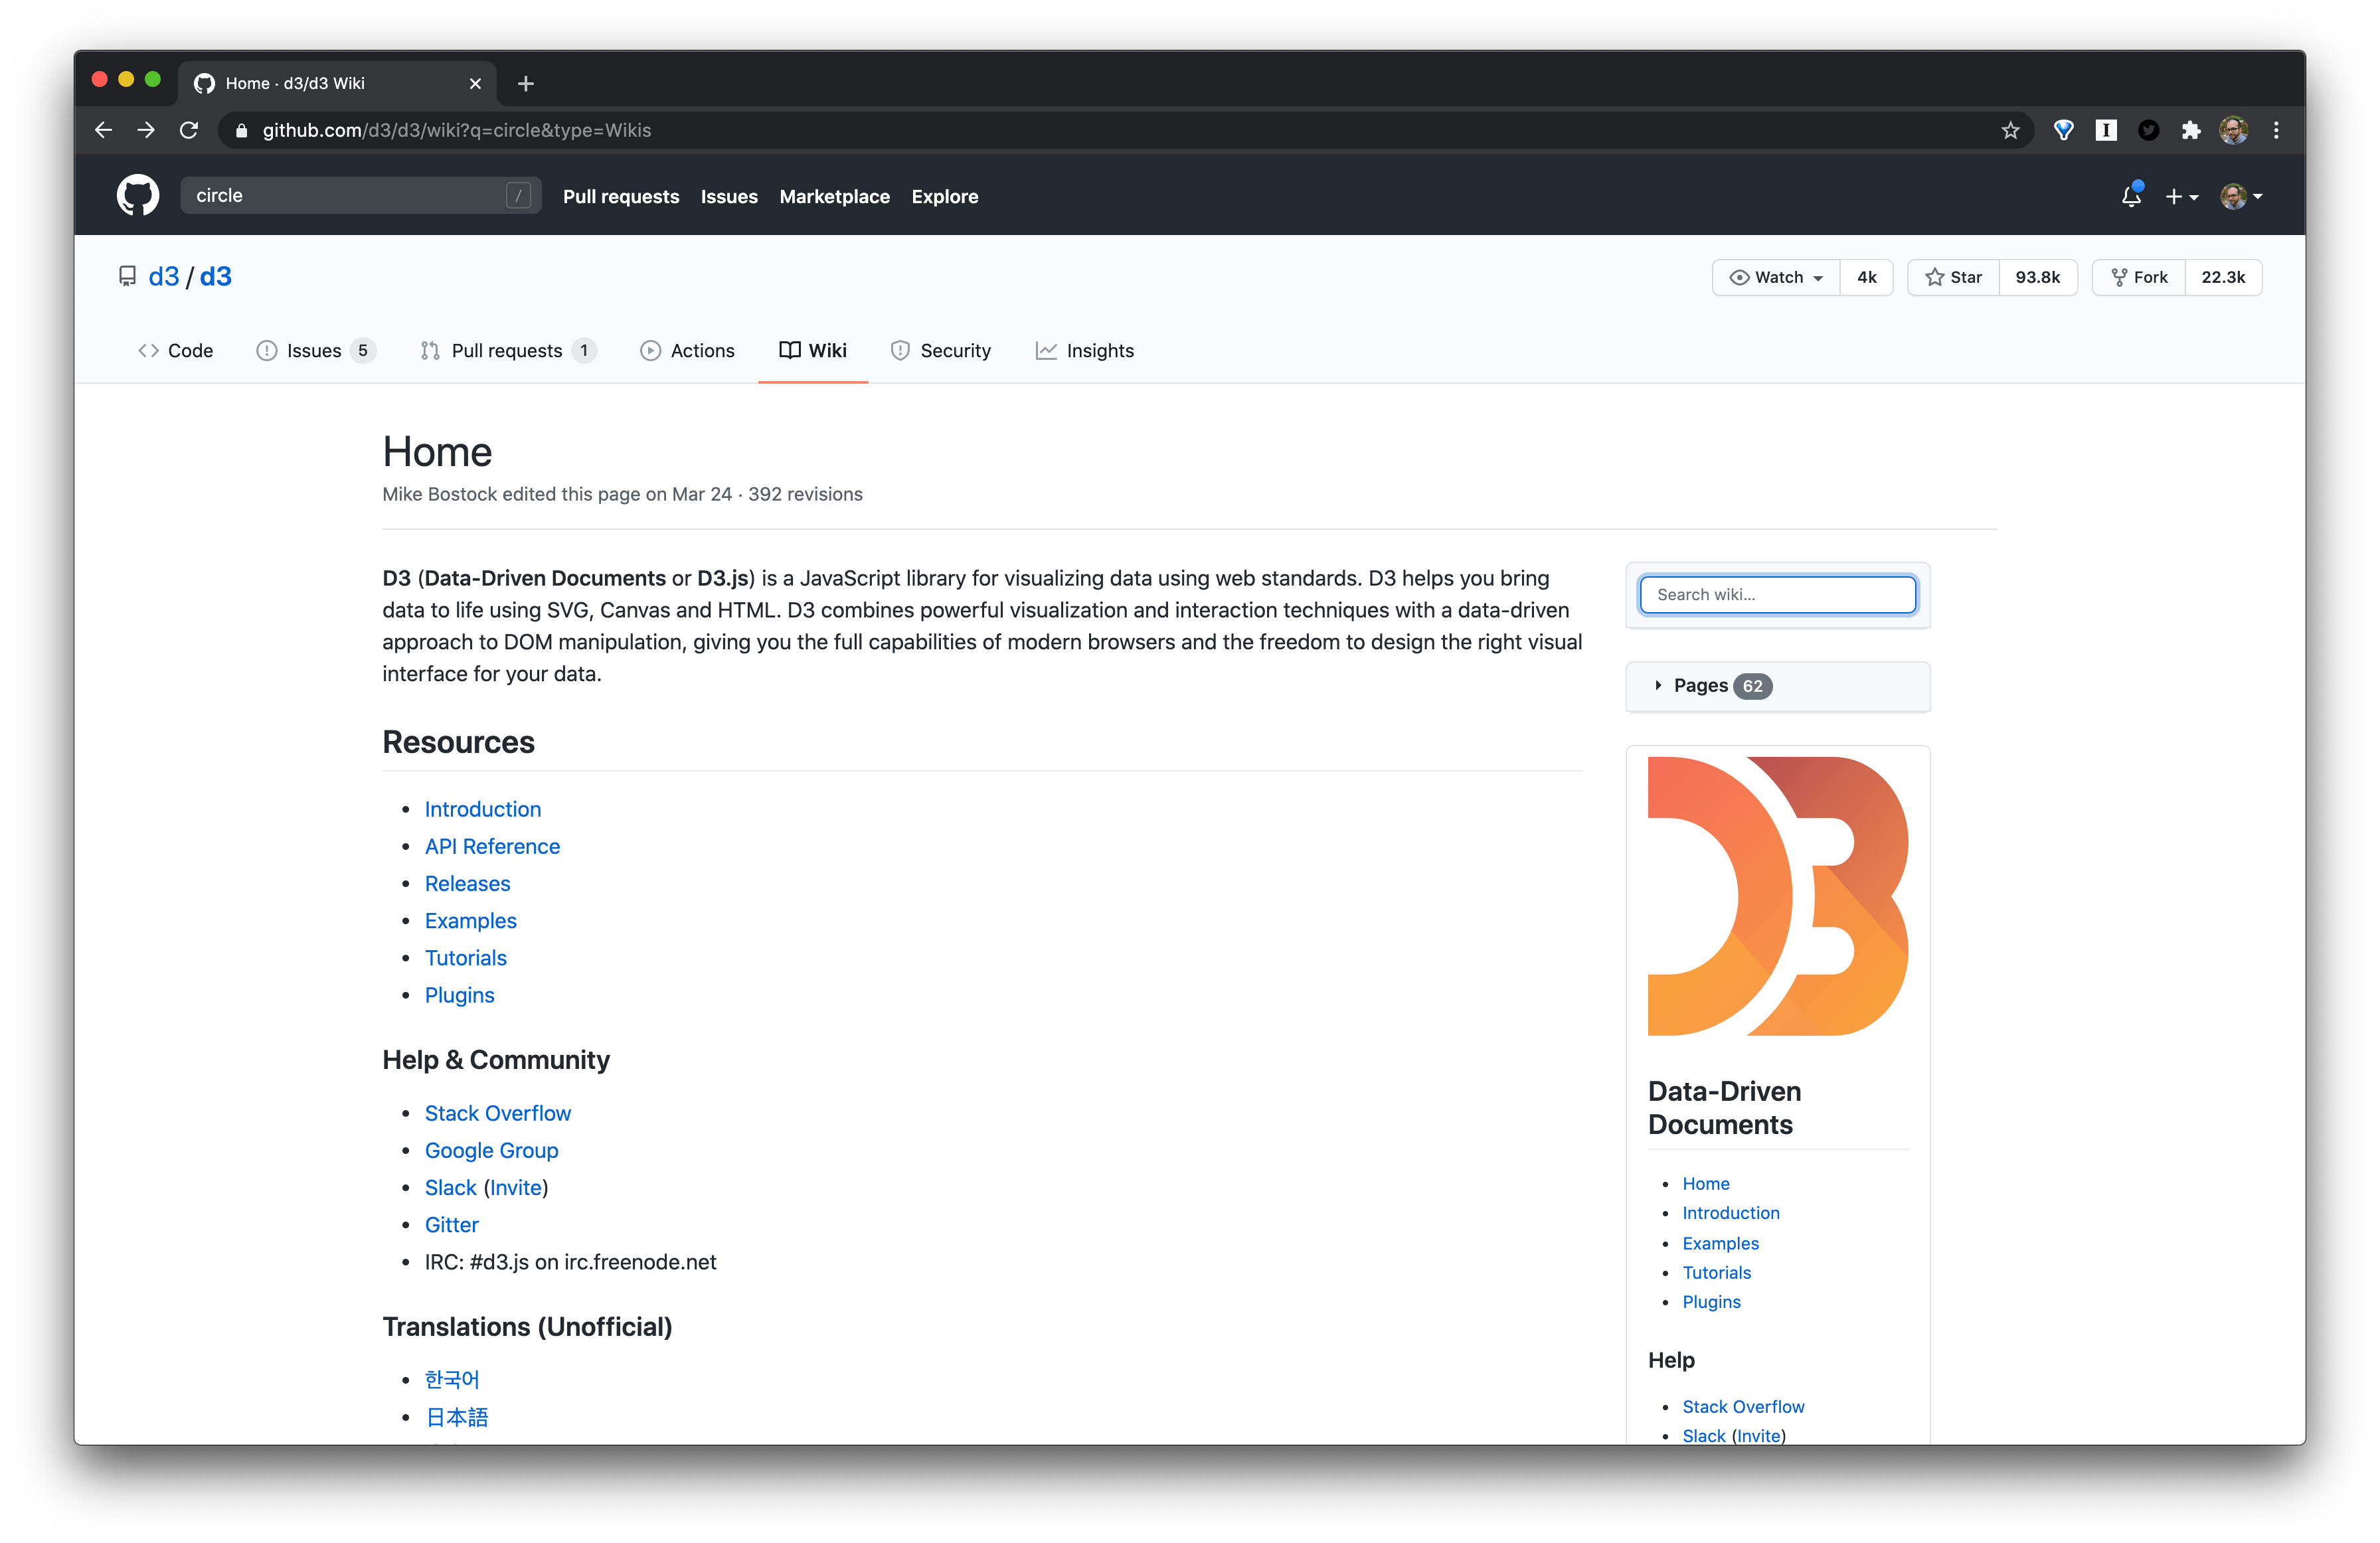 Home · d3/d3 Wiki
github.com/d3/d3/wiki?q=circle&type=Wikis
circle / Pull requests Issues Marketplace Explore
d3 / d3 Watch 4k Star 93.8k Fork 22.3k
Code Issues 5 Pull requests 1 Actions Wiki Security Insights
Home
Mike Bostock edited this page on Mar 24 · 392 revisions
D3 (Data-Driven Documents or D3.js) is a JavaScript library for visualizing data using web standards. D3 helps you bring
data to life using SVG, Canvas and HTML. D3 combines powerful visualization and interaction techniques with a data-driven
approach to DOM manipulation, giving you the full capabilities of modern browsers and the freedom to design the right visual
interface for your data.
Resources
Introduction
API Reference
Releases
Examples
Tutorials
Plugins
Help & Community
Stack Overflow
Google Group
Slack (Invite)
Gitter
IRC: #d3.js on irc.freenode.net
Translations (Unofficial)
한국어
日本語
Search wiki...
Pages 62
D3
Data-Driven
Documents
Home
Introduction
Examples
Tutorials
Plugins
Help
Stack Overflow
Slack (Invite)